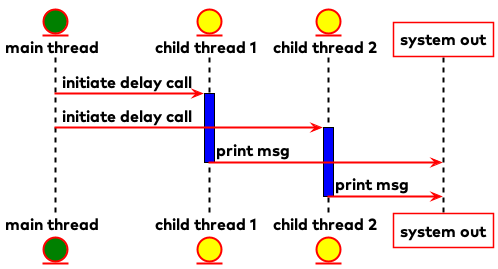 main thread
child thread 1
child thread 2
system out
initiate delay call
initiate delay call
print msg
print msg
main thread
child thread 1
child thread 2
system out